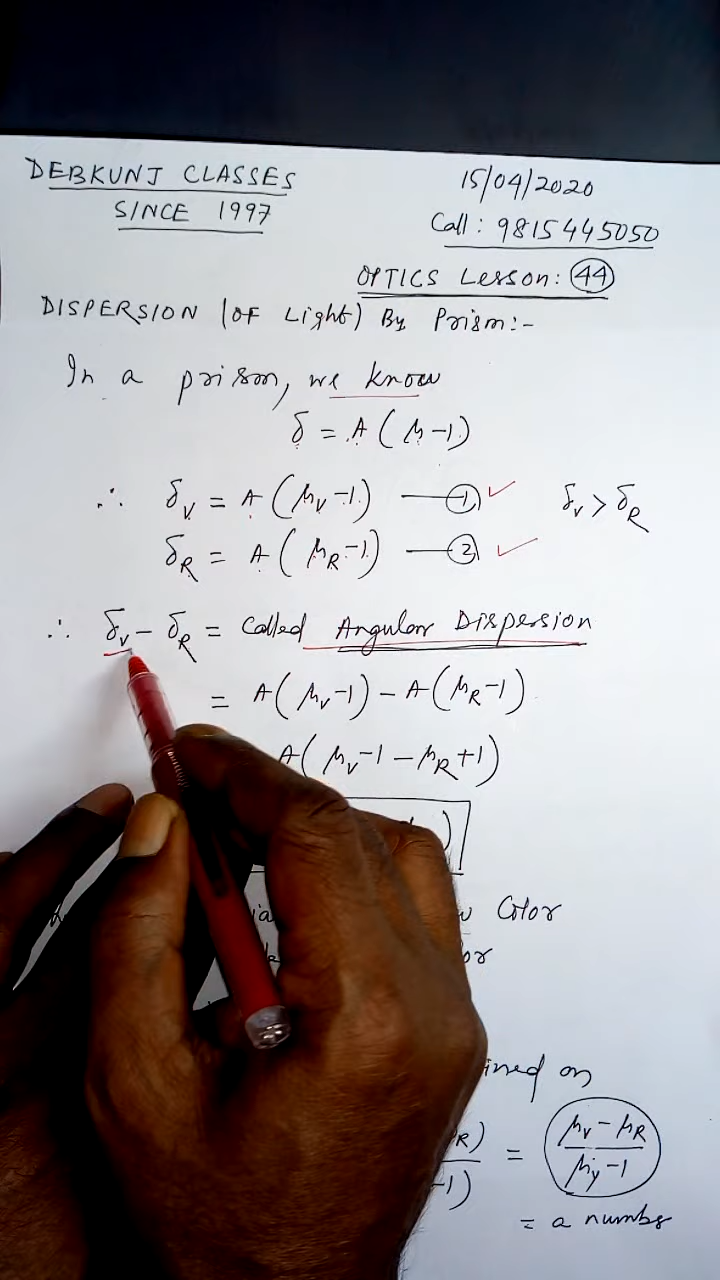 DEBKUNJ CLASSES
SINCE 1997
15/04/2020
Call: 9815445050
OPTICS Lesson: 44
DISPERSION (OF Light) By Prism:-
In a prism, we know
δ = A(μ-1)
∴ δv = A(μv-1) — 1 ✓ δv > δR
δR = A(μR-1) — 2 ✓
∴ δv - δR = Called Angular Dispersion
= A(μv-1) - A(μR-1)
A(μv-1-μR+1)
)
Color
ined on
R)/-1) = (μv-μR)/(μy-1)
= a number